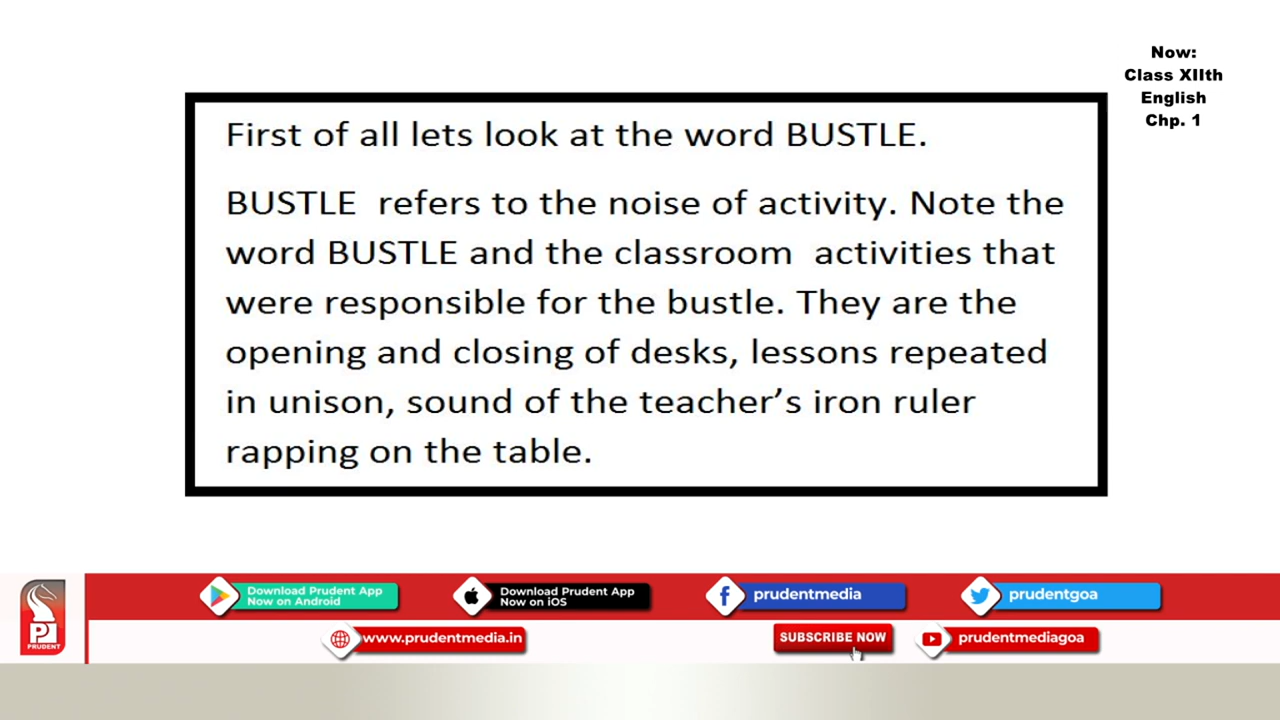 Now:
Class XIIth
English
Chp. 1
First of all lets look at the word BUSTLE.
BUSTLE refers to the noise of activity. Note the
word BUSTLE and the classroom activities that
were responsible for the bustle. They are the
opening and closing of desks, lessons repeated
in unison, sound of the teacher’s iron ruler
rapping on the table.
Download Prudent App
Now on Android
Download Prudent App
Now on iOS
prudentmedia
prudentgoa
PI
PRUDENT
www.prudentmedia.in
SUBSCRIBE NOW
prudentmediagoa